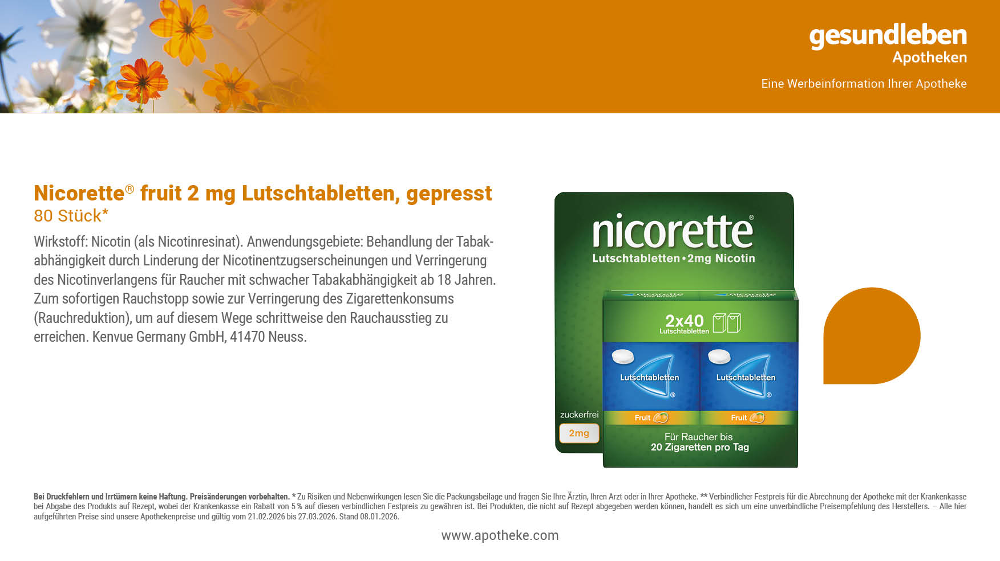 gesundleben
Apotheken
Eine Werbeinformation Ihrer Apotheke
Nicorette® fruit 2 mg Lutschtabletten, gepresst
80 Stück*
Wirkstoff: Nicotin (als Nicotinresinat). Anwendungsgebiete: Behandlung der Tabak-
abhängigkeit durch Linderung der Nicotinentzugserscheinungen und Verringerung
des Nicotinverlangens für Raucher mit schwacher Tabakabhängigkeit ab 18 Jahren.
Zum sofortigen Rauchstopp sowie zur Verringerung des Zigarettenkonsums
(Rauchreduktion), um auf diesem Wege schrittweise den Rauchausstieg zu
erreichen. Kenvue Germany GmbH, 41470 Neuss.
nicorette®
Lutschtabletten • 2mg Nicotin
nicorette nicorette
2x40
Lutschtabletten
Lutschtabletten ® Lutschtabletten ®
zuckerfrei
Fruit Fruit
2mg
Für Raucher bis
20 Zigaretten pro Tag
Bei Druckfehlern und Irrtümern keine Haftung. Preisänderungen vorbehalten. * Zu Risiken und Nebenwirkungen lesen Sie die Packungsbeilage und fragen Sie Ihre Ärztin, Ihren Arzt oder in Ihrer Apotheke. ** Verbindlicher Festpreis für die Abrechnung der Apotheke mit der Krankenkasse
bei Abgabe des Produkts auf Rezept, wobei der Krankenkasse ein Rabatt von 5 % auf diesen verbindlichen Festpreis zu gewähren ist. Bei Produkten, die nicht auf Rezept abgegeben werden können, handelt es sich um eine unverbindliche Preisempfehlung des Herstellers. – Alle hier
aufgeführten Preise sind unsere Apothekenpreise und gültig vom 21.02.2026 bis 27.03.2026. Stand 08.01.2026.
www.apotheke.com